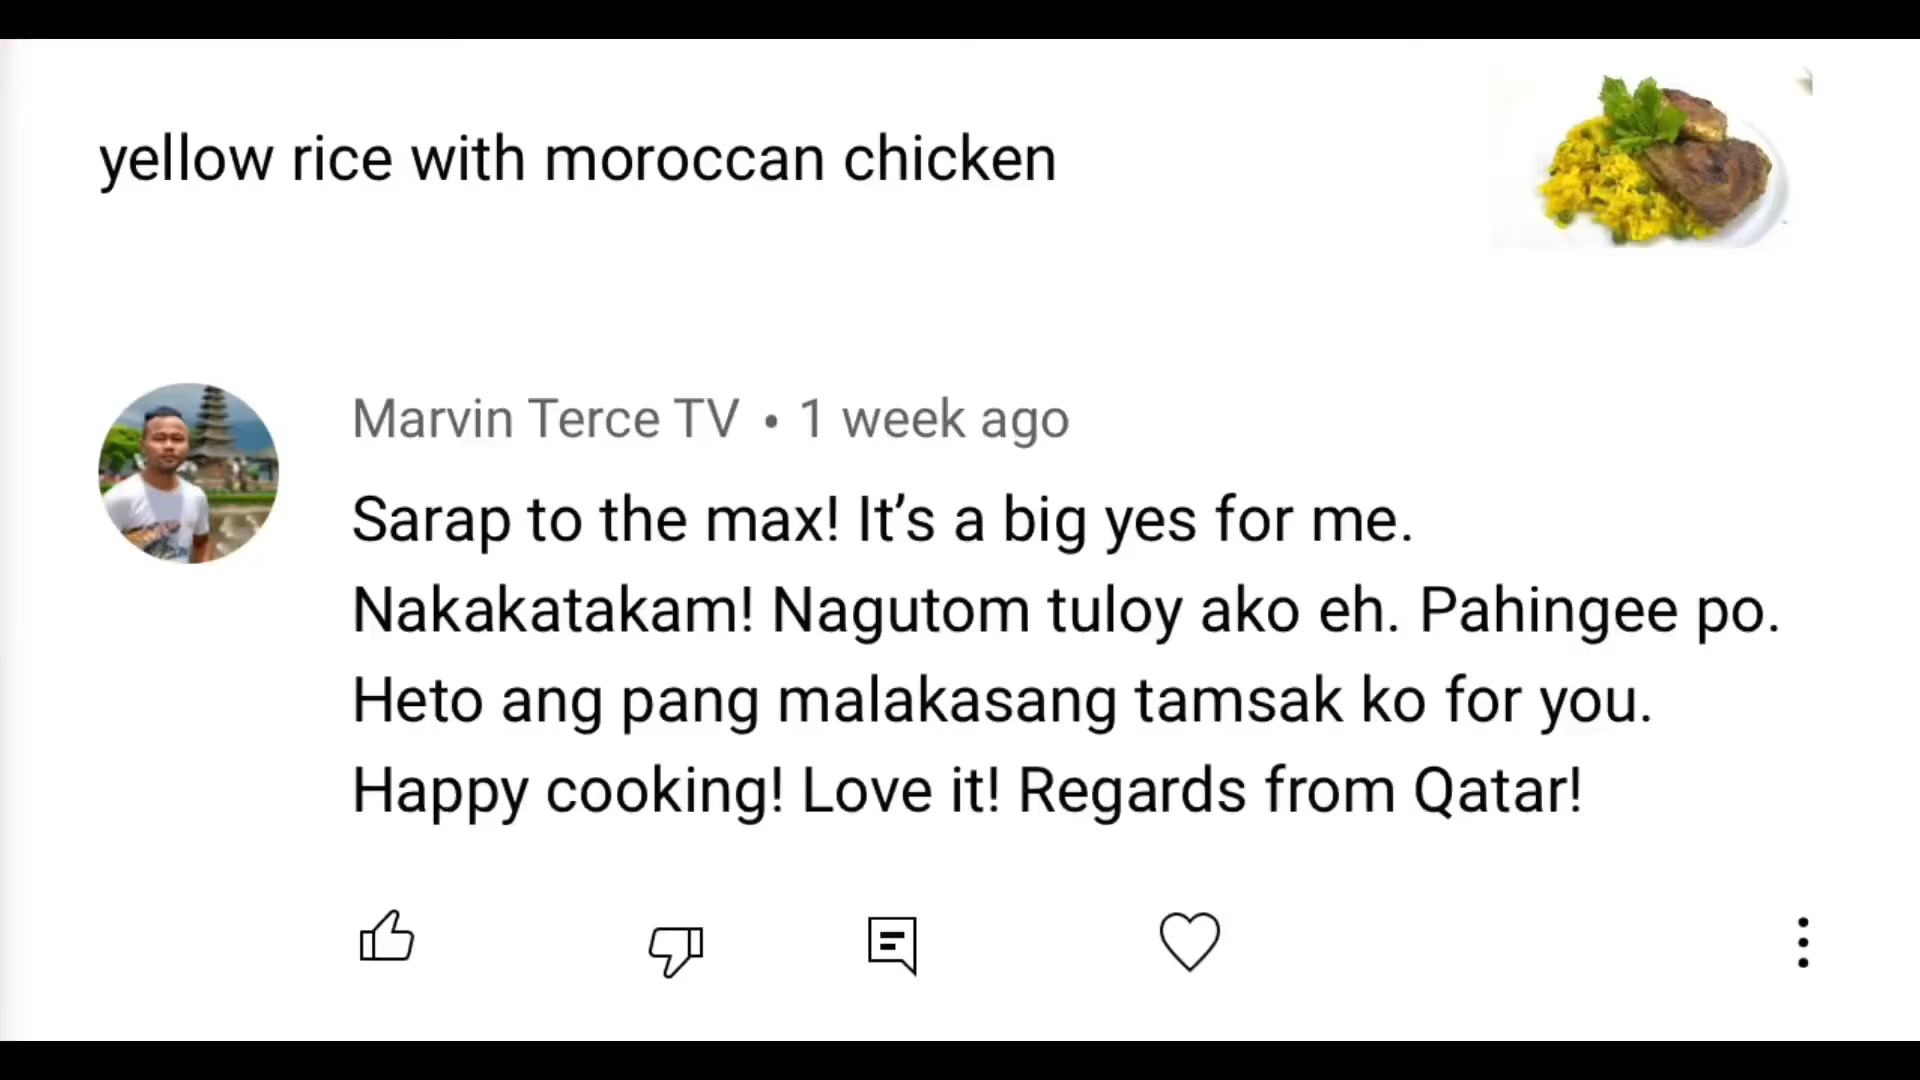 yellow rice with moroccan chicken
Marvin Terce TV • 1 week ago
Sarap to the max! It’s a big yes for me.
Nakakatakam! Nagutom tuloy ako eh. Pahingee po.
Heto ang pang malakasang tamsak ko for you.
Happy cooking! Love it! Regards from Qatar!